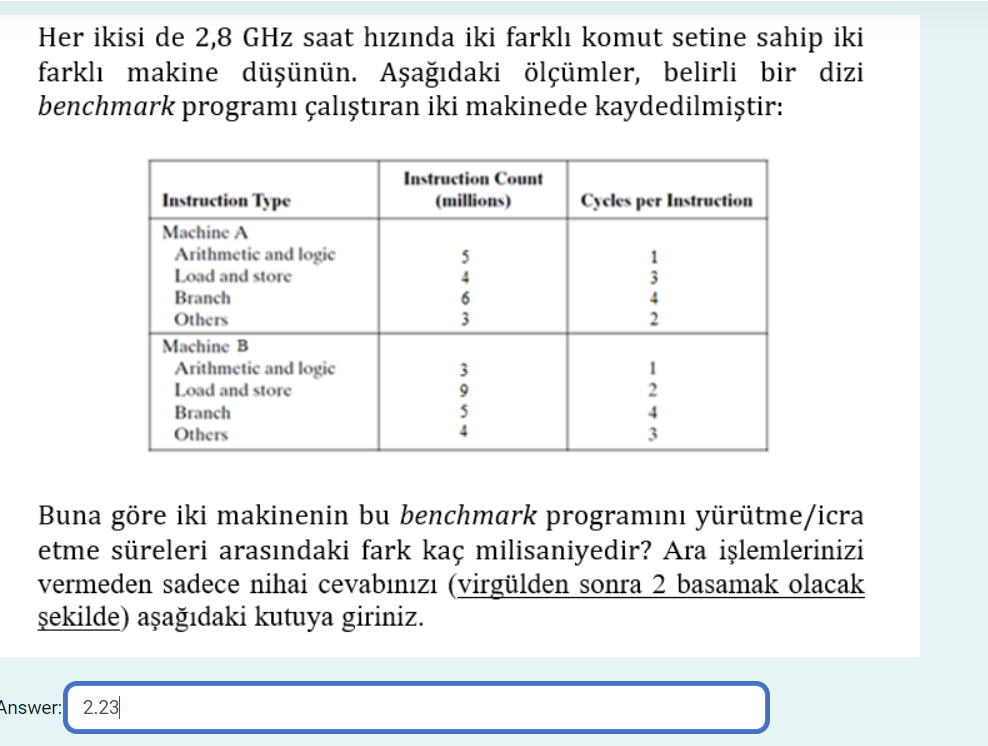 Her ikisi de 2,8 GHz saat hızında iki farklı komut setine sahip iki
farklı makine düşünün. Aşağıdaki ölçümler, belirli bir dizi
benchmark programı çalıştıran iki makinede kaydedilmiştir:
Instruction Type Instruction Count (millions) Cycles per Instruction
Machine A
Arithmetic and logic 5 1
Load and store 4 3
Branch 6 4
Others 3 2
Machine B
Arithmetic and logic 3 1
Load and store 9 2
Branch 5 4
Others 4 3
Buna göre iki makinenin bu benchmark programını yürütme/icra
etme süreleri arasındaki fark kaç milisaniyedir? Ara işlemlerinizi
vermeden sadece nihai cevabınızı (virgülden sonra 2 basamak olacak
şekilde) aşağıdaki kutuya giriniz.
Answer: 2.23